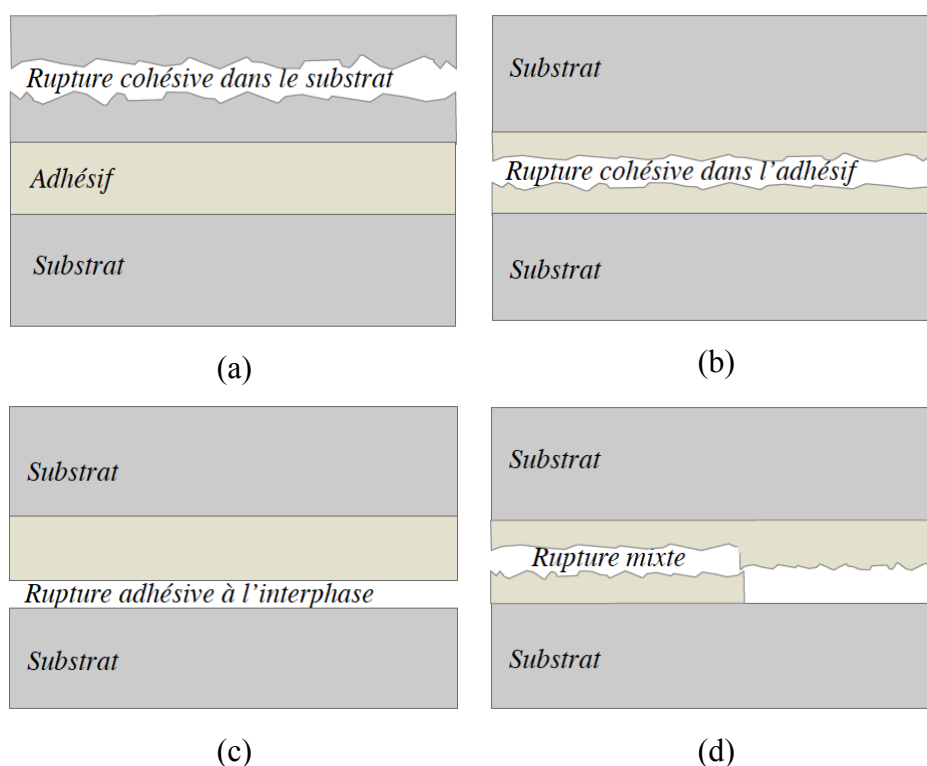 Rupture cohésive dans le substrat
Adhésif
Substrat
(a)
Substrat
Rupture cohésive dans l'adhésif
Substrat
(b)
Substrat
Rupture adhésive à l'interphase
Substrat
(c)
Substrat
Rupture mixte
Substrat
(d)